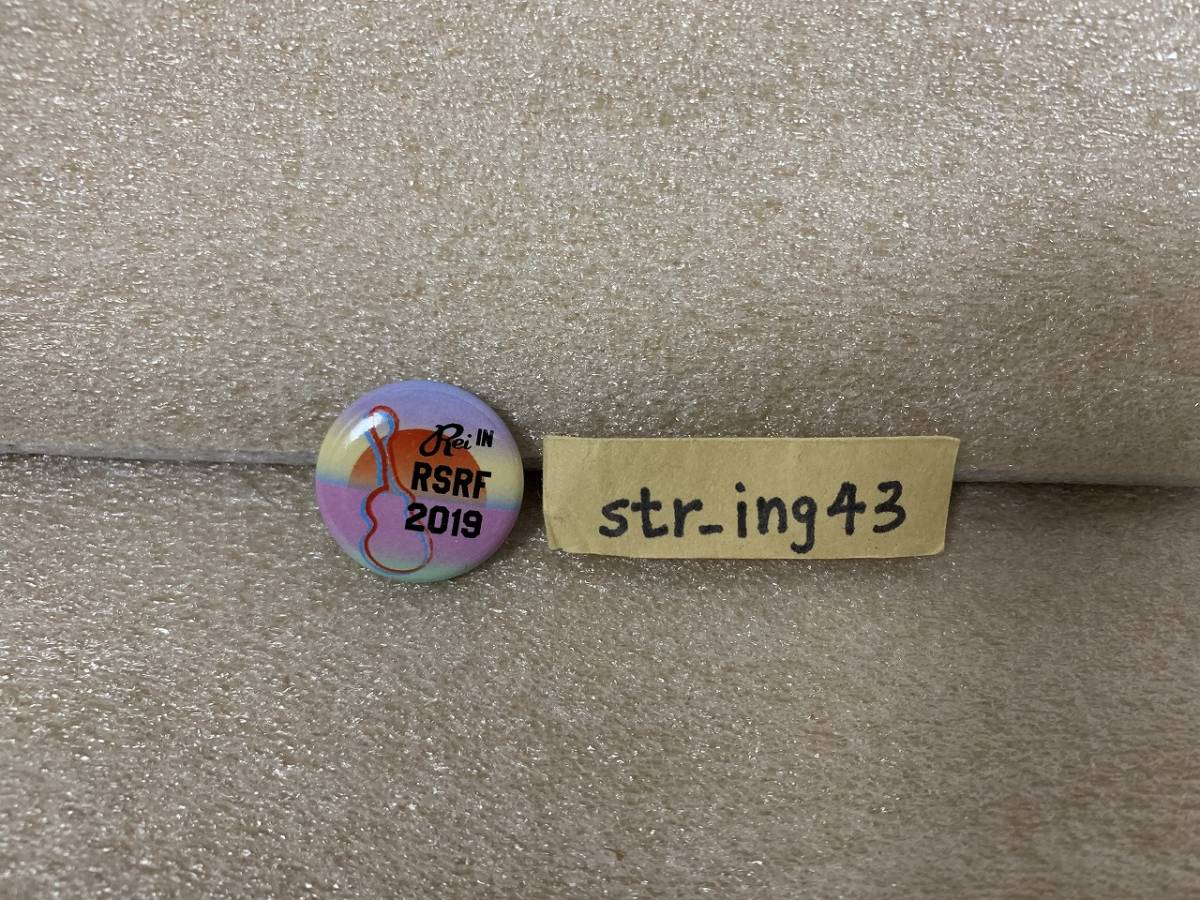 Rei IN
RSRF
2019
str_ing43